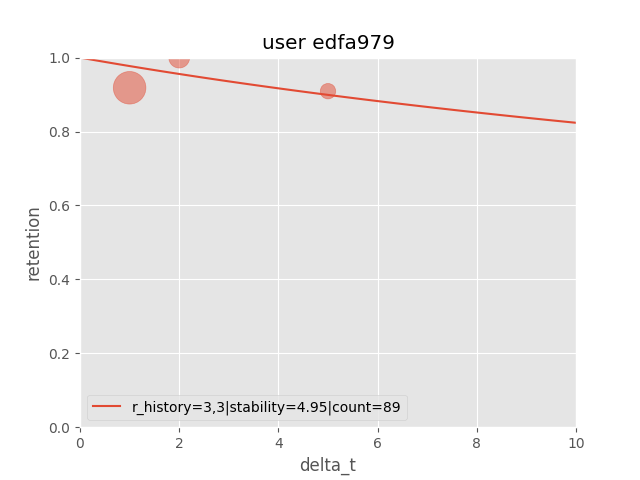 user edfa979
1.0
0.8
0.6
0.4
0.2
0.0
retention
r_history=3,3|stability=4.95|count=89
0 2 4 6 8 10
delta_t